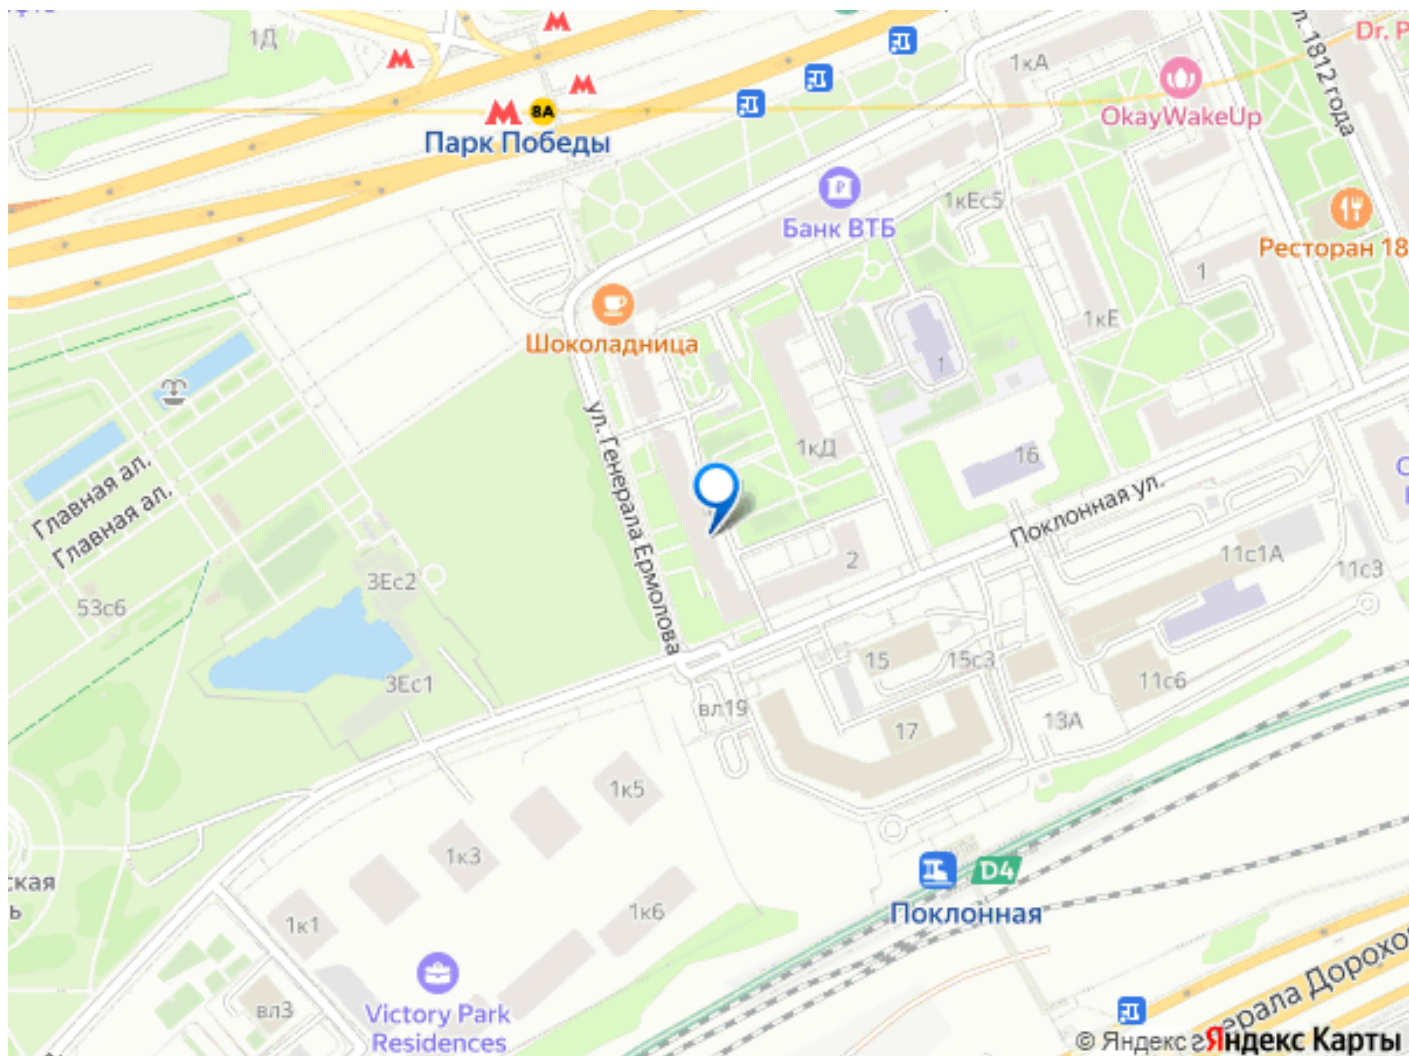 1Д
8А
Парк Победы
1кА
Dr. P
ул. 1812 года
OkayWakeUp
Банк ВТБ
1кЕс5
Ресторан 18
1
1кЕ
Шоколадница
1
ул. Генерала Ермолова
1кД
16
Поклонная ул.
Главная ал.
Главная ал.
2
11с1А
11с3
3Ес2
53с6
15
15с3
3Ес1
11с6
вл19
17
13А
1к5
1к3
D4
Поклонная
ская
ь
1к1
1к6
вл3
Victory Park
Residences
© Яндекс
Яндекс Карты